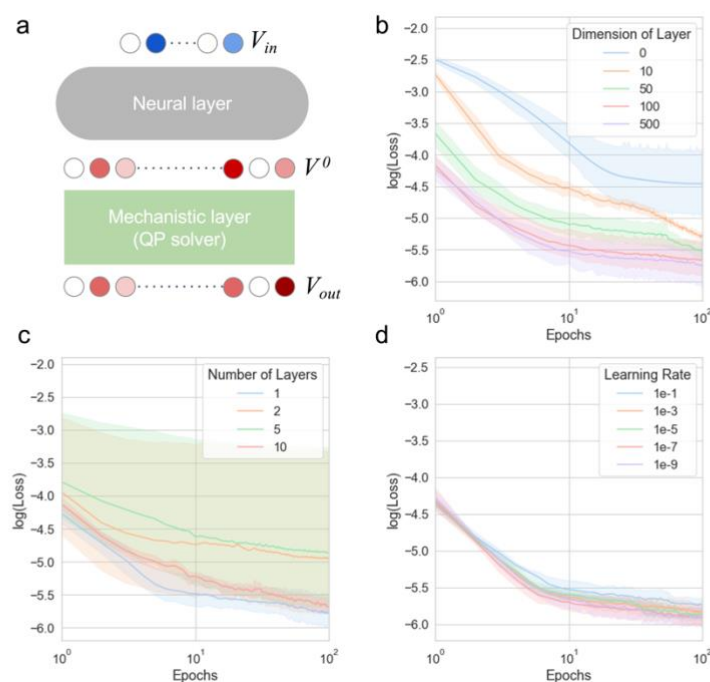 a
V_in
Neural layer
V^0
Mechanistic layer
(QP solver)
V_out
b
−2.0
−2.5
−3.0
−3.5
−4.0
−4.5
−5.0
−5.5
−6.0
log(Loss)
Dimension of Layer
0
10
50
100
500
10^0
10^1
10^2
Epochs
c
−2.0
−2.5
−3.0
−3.5
−4.0
−4.5
−5.0
−5.5
−6.0
log(Loss)
Number of Layers
1
2
5
10
10^0
10^1
10^2
Epochs
d
−2.5
−3.0
−3.5
−4.0
−4.5
−5.0
−5.5
−6.0
log(Loss)
Learning Rate
1e-1
1e-3
1e-5
1e-7
1e-9
10^0
10^1
10^2
Epochs